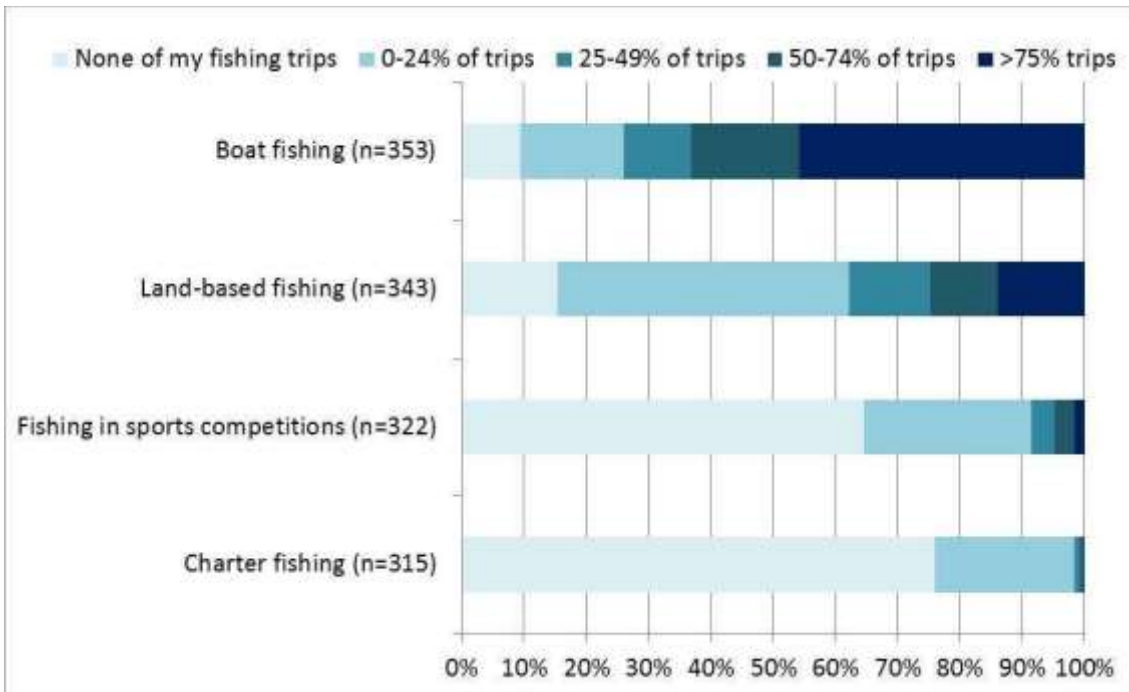 None of my fishing trips 0-24% of trips 25-49% of trips 50-74% of trips >75% trips
Boat fishing (n=353)
Land-based fishing (n=343)
Fishing in sports competitions (n=322)
Charter fishing (n=315)
0% 10% 20% 30% 40% 50% 60% 70% 80% 90% 100%